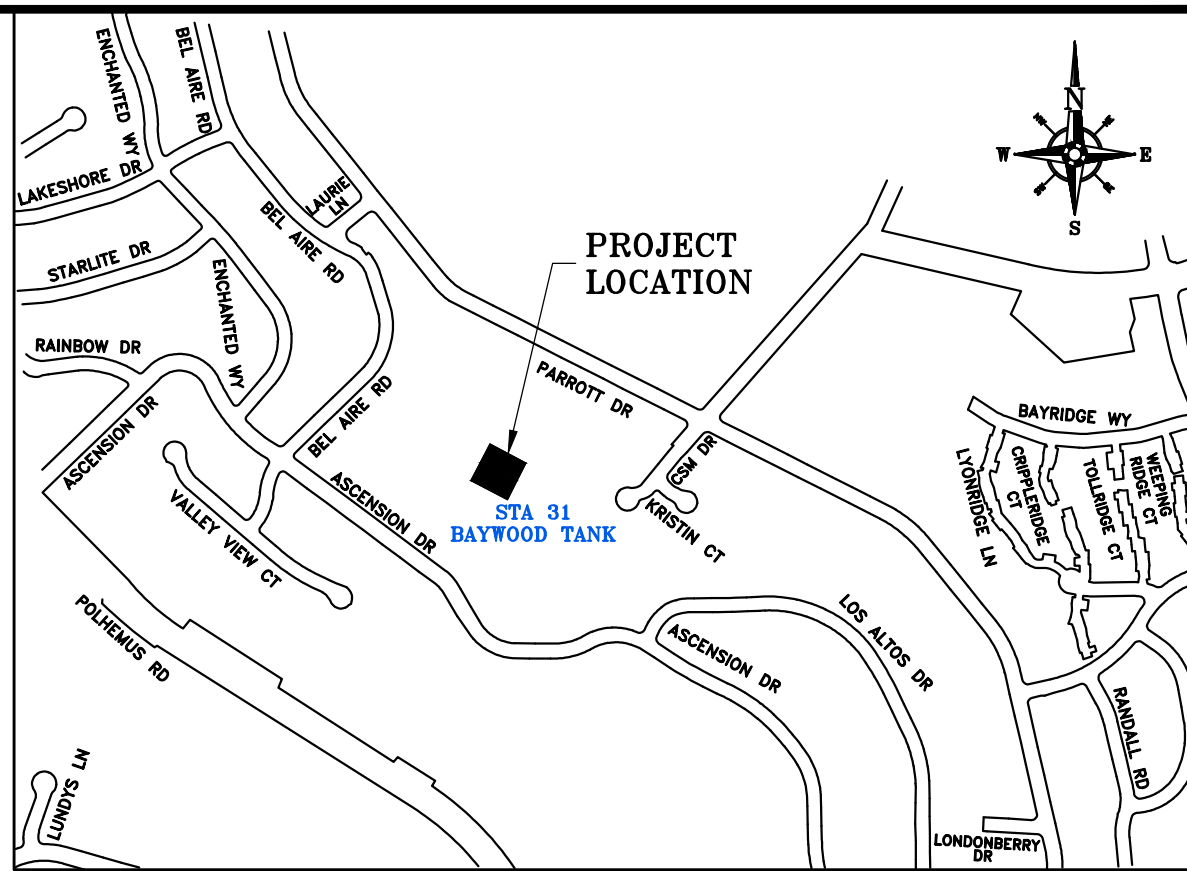 ENCHANTED WY
BEL AIRE RD
N
W
E
S
LAKESHORE DR
LAURIE
LN
BEL AIRE RD
STARLITE DR
ENCHANTED WY
PROJECT
LOCATION
RAINBOW DR
PARROTT DR
BEL AIRE RD
ASCENSION DR
BAYRIDGE WY
CSM DR
LYONRIDGE LN
CRIPPLERIDGE
CT
TOLLRIDGE CT
WEEPING
RIDGE CT
ASCENSION DR
STA 31
BAYWOOD TANK
KRISTIN CT
VALLEY VIEW CT
POLHEMUS RD
ASCENSION DR
LOS ALTOS DR
RANDALL RD
LUNDYS LN
LONDONBERRY
DR